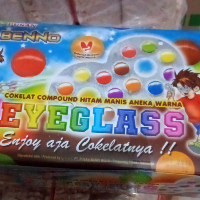 BENNO
COKELAT COMPOUND HITAM MANIS ANEKA WARNA
EYEGLASS
Enjoy aja Cokelatnya !!